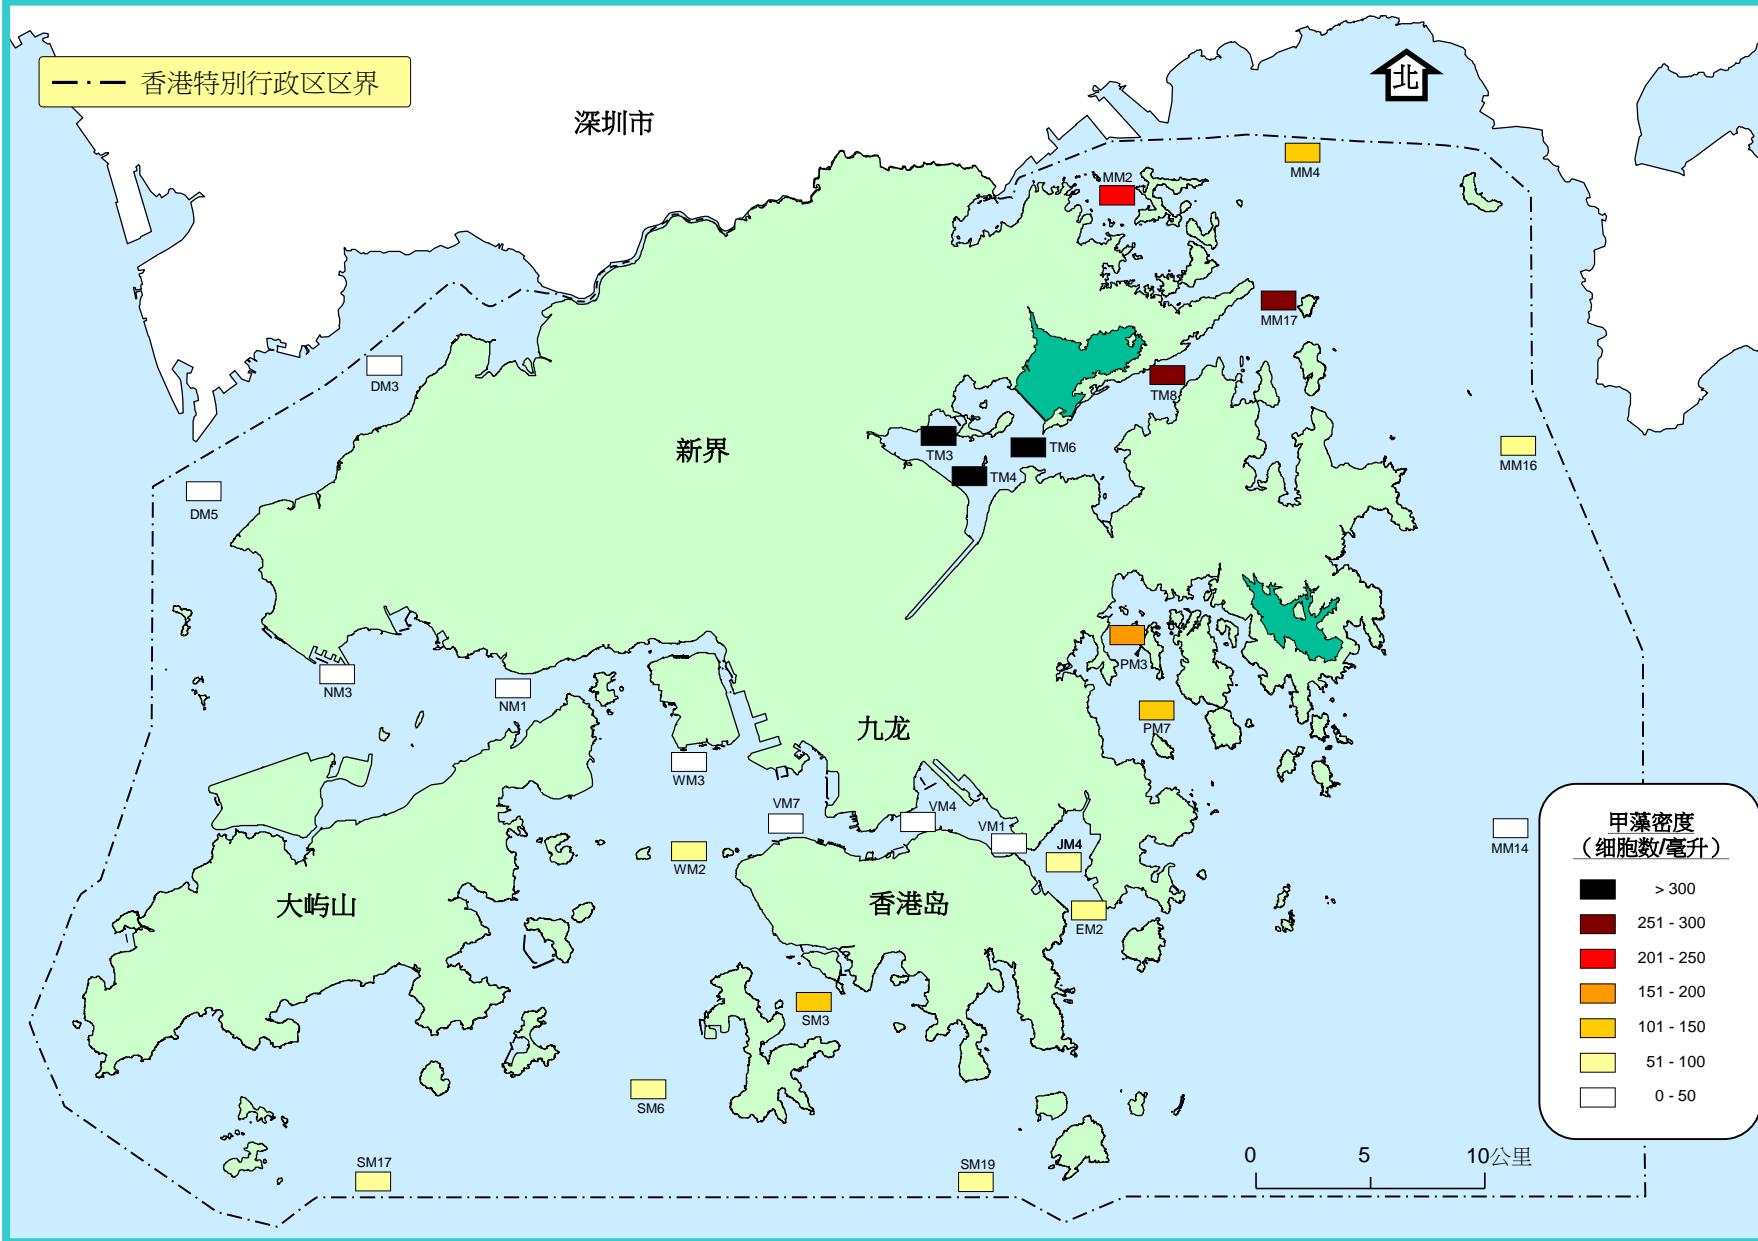 香港特别行政区区界
深圳市
北
MM4
MM2
MM17
DM3
TM8
新界
TM3
TM6
TM4
MM16
DM5
PM3
NM3
NM1
PM7
九龙
WM3
VM7
VM4
VM1
JM4
MM14
WM2
大屿山
香港岛
EM2
SM3
SM6
SM17
SM19
甲藻密度
（细胞数/毫升）
> 300
251 - 300
201 - 250
151 - 200
101 - 150
51 - 100
0 - 50
0 5 10公里